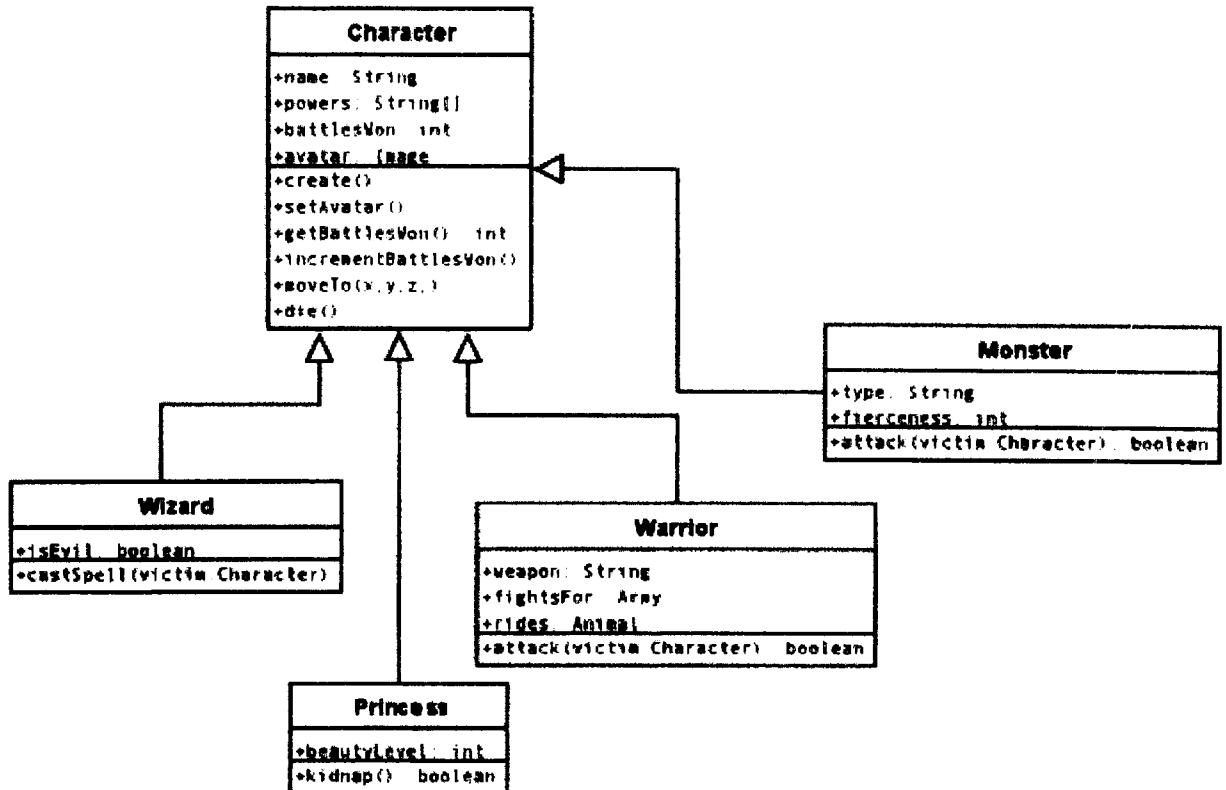 Character
+name String
+powers: String[]
+battlesWon int
+avatar. Image
+create()
+setAvatar()
+getBattlesWon() int
+incrementBattlesWon()
+moveTo(x,y,z,)
+die()
Monster
+type. String
+fierceness. int
+attack(victim Character). boolean
Wizard
+isEvil. boolean
+castSpell(victim Character)
Warrior
+weapon: String
+fightsFor Army
+rides. Animal
+attack(victim Character) boolean
Princess
+beautyLevel: int
+kidnap() boolean